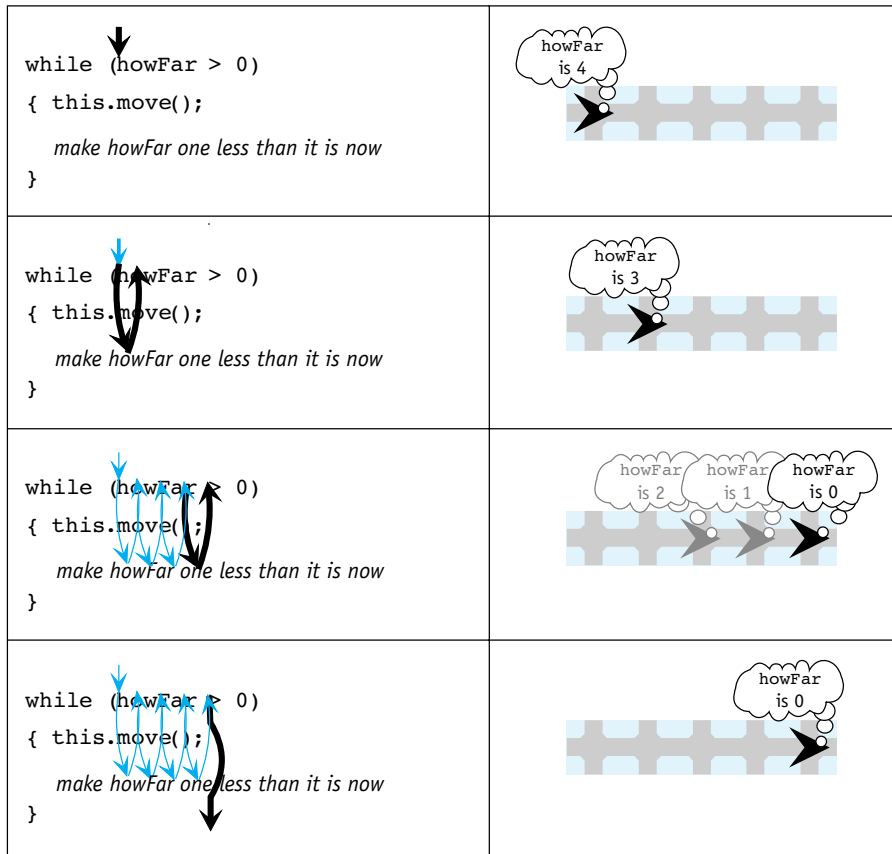 while (howFar > 0)
{ this.move();
make howFar one less than it is now
}
howFar
is 4
while (howFar > 0)
{ this.move();
make howFar one less than it is now
}
howFar
is 3
while (howFar > 0)
{ this.move();
make howFar one less than it is now
}
howFar
is 2
howFar
is 1
howFar
is 0
while (howFar > 0)
{ this.move();
make howFar one less than it is now
}
howFar
is 0